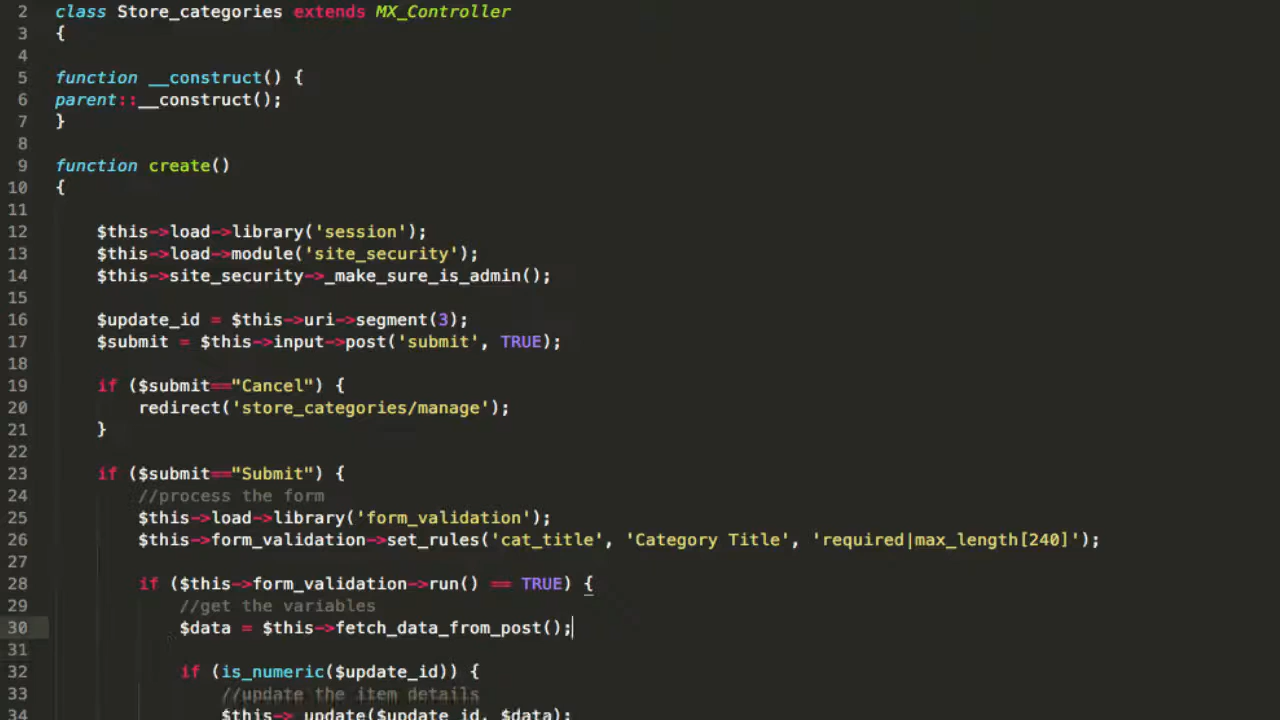 2 class Store_categories extends MX_Controller
3 {
4
5 function __construct() {
6 parent::__construct();
7 }
8
9 function create()
10 {
11
12 $this->load->library('session');
13 $this->load->module('site_security');
14 $this->site_security->_make_sure_is_admin();
15
16 $update_id = $this->uri->segment(3);
17 $submit = $this->input->post('submit', TRUE);
18
19 if ($submit=="Cancel") {
20 redirect('store_categories/manage');
21 }
22
23 if ($submit=="Submit") {
24 //process the form
25 $this->load->library('form_validation');
26 $this->form_validation->set_rules('cat_title', 'Category Title', 'required|max_length[240]');
27
28 if ($this->form_validation->run() == TRUE) {
29 //get the variables
30 $data = $this->fetch_data_from_post();
31
32 if (is_numeric($update_id)) {
33 //update the item details
34 $this->_update($update_id, $data);